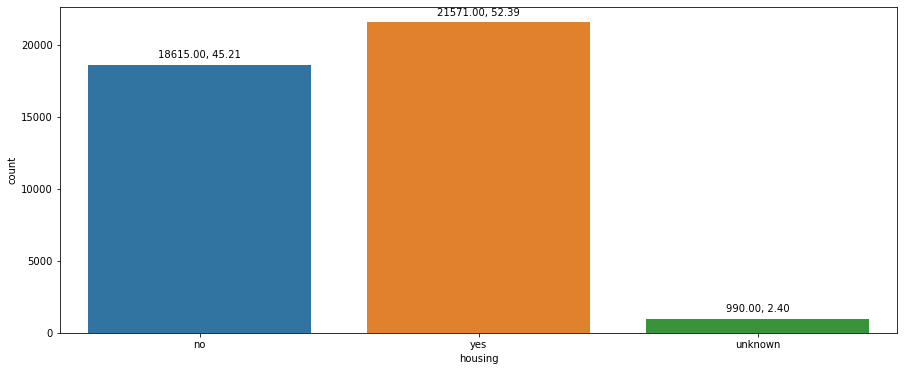 21571.00, 52.39
18615.00, 45.21
990.00, 2.40
20000
15000
10000
5000
0
count
no yes unknown
housing